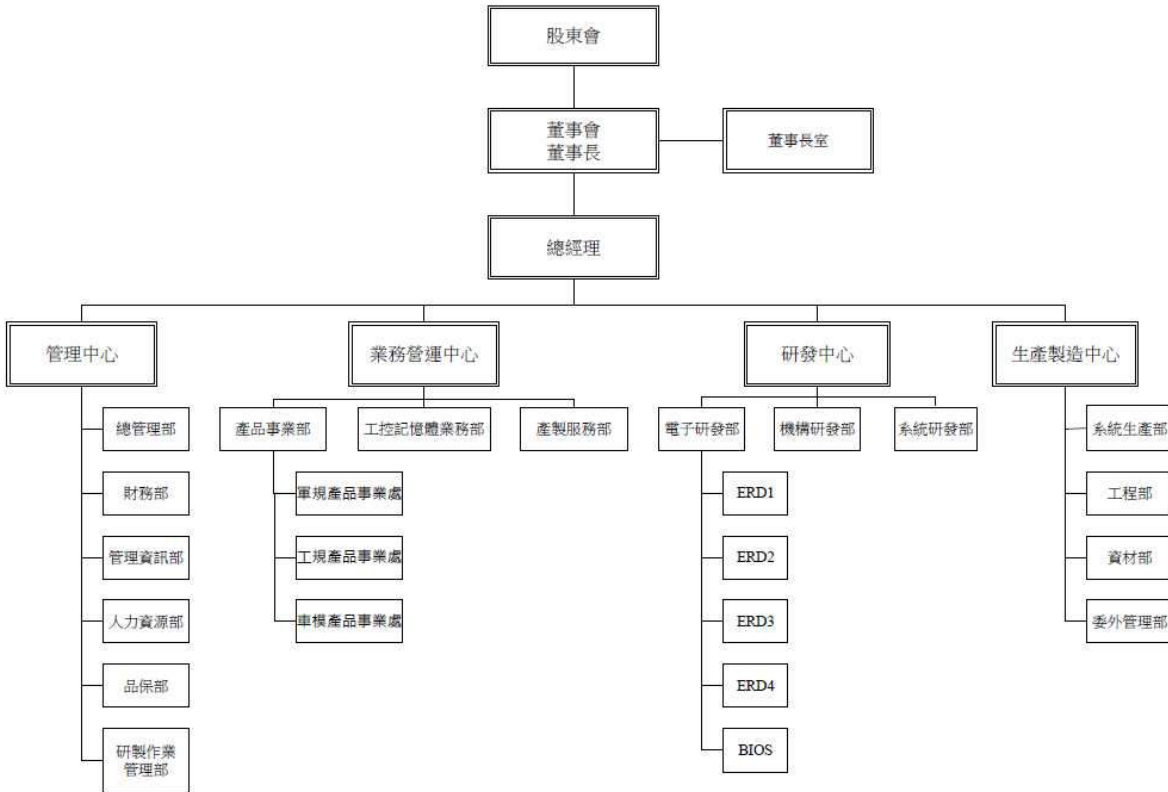 股東會
董事會
董事長
董事長室
總經理
管理中心
業務營運中心
研發中心
生產製造中心
總管理部
產品事業部
工控記憶體業務部
產製服務部
電子研發部
機構研發部
系統研發部
系統生產部
財務部
軍規產品事業處
ERD1
工程部
管理資訊部
工規產品事業處
ERD2
資材部
人力資源部
車模產品事業處
ERD3
委外管理部
品保部
ERD4
研製作業
管理部
BIOS